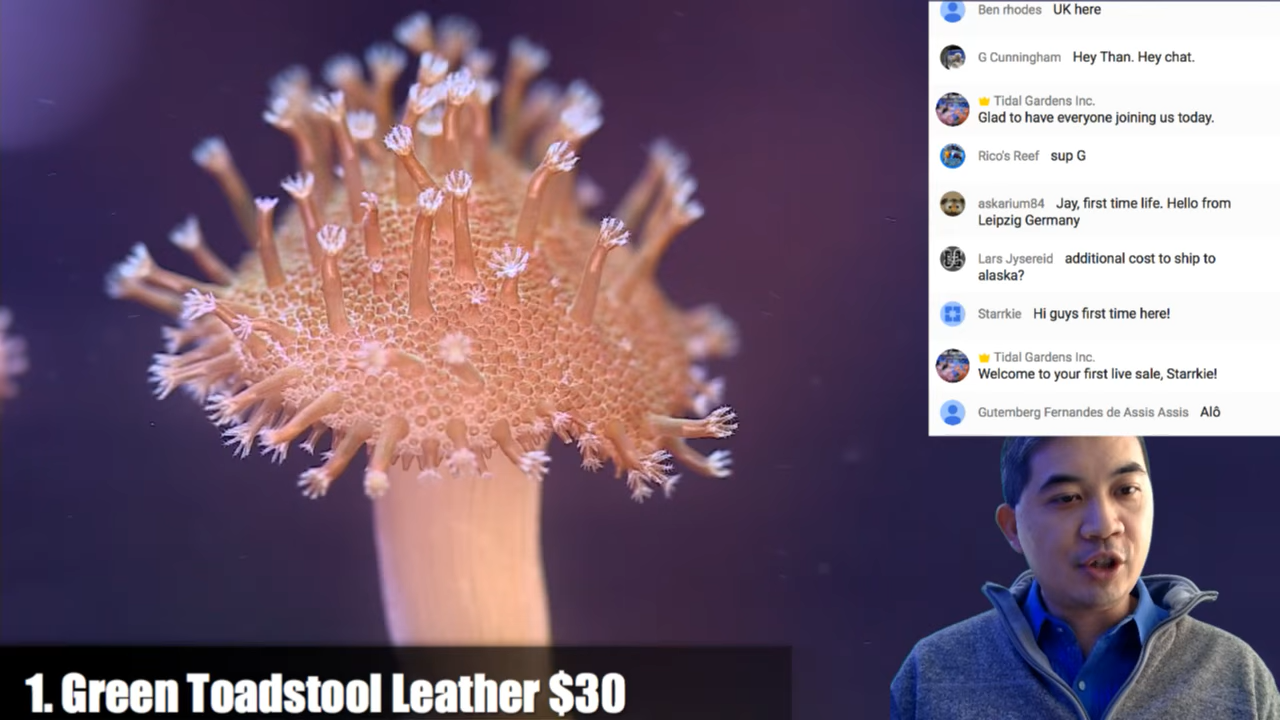 Ben rhodes UK here
G Cunningham Hey Than. Hey chat.
Tidal Gardens Inc.
Glad to have everyone joining us today.
Rico's Reef sup G
askarium84 Jay, first time life. Hello from
Leipzig Germany
Lars Jysereid additional cost to ship to
alaska?
Starrkie Hi guys first time here!
Tidal Gardens Inc.
Welcome to your first live sale, Starrkie!
Gutemberg Fernandes de Assis Assis Alô
1. Green Toadstool Leather $30